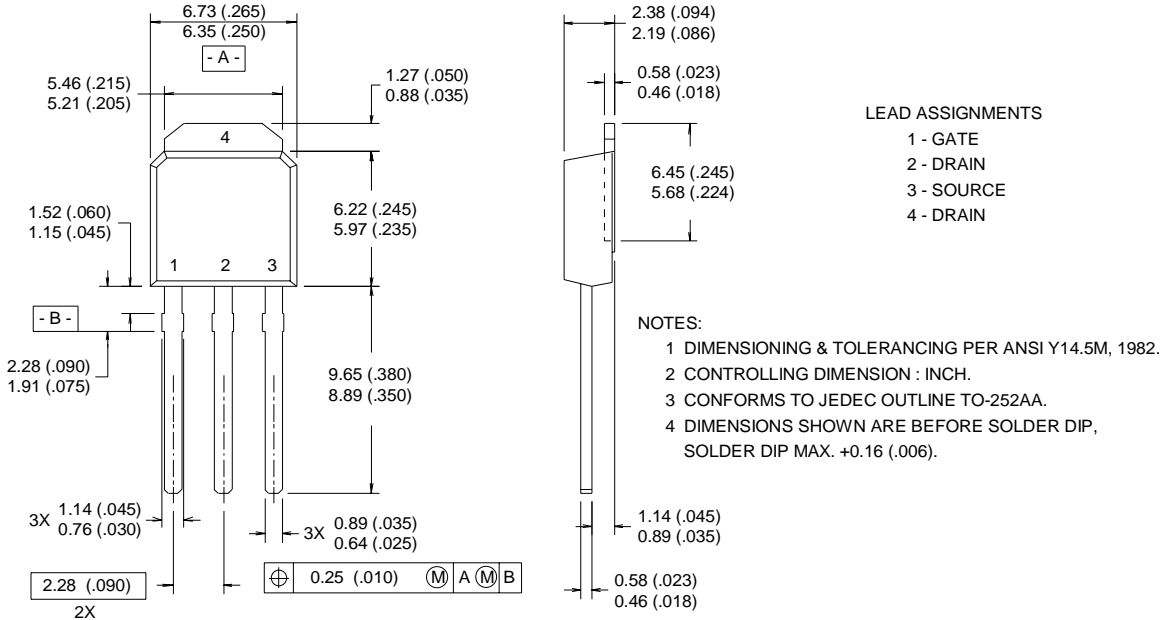 6.73 (.265)
6.35 (.250)
- A -
5.46 (.215)
5.21 (.205)
1.27 (.050)
0.88 (.035)
4
1.52 (.060)
1.15 (.045)
6.22 (.245)
5.97 (.235)
1 2 3
- B -
2.28 (.090)
1.91 (.075)
9.65 (.380)
8.89 (.350)
3X 1.14 (.045)
0.76 (.030)
3X 0.89 (.035)
0.64 (.025)
2.28 (.090)
2X
0.25 (.010) M A M B
2.38 (.094)
2.19 (.086)
0.58 (.023)
0.46 (.018)
6.45 (.245)
5.68 (.224)
1.14 (.045)
0.89 (.035)
0.58 (.023)
0.46 (.018)
LEAD ASSIGNMENTS
1 - GATE
2 - DRAIN
3 - SOURCE
4 - DRAIN
NOTES:
1 DIMENSIONING & TOLERANCING PER ANSI Y14.5M, 1982.
2 CONTROLLING DIMENSION : INCH.
3 CONFORMS TO JEDEC OUTLINE TO-252AA.
4 DIMENSIONS SHOWN ARE BEFORE SOLDER DIP,
SOLDER DIP MAX. +0.16 (.006).